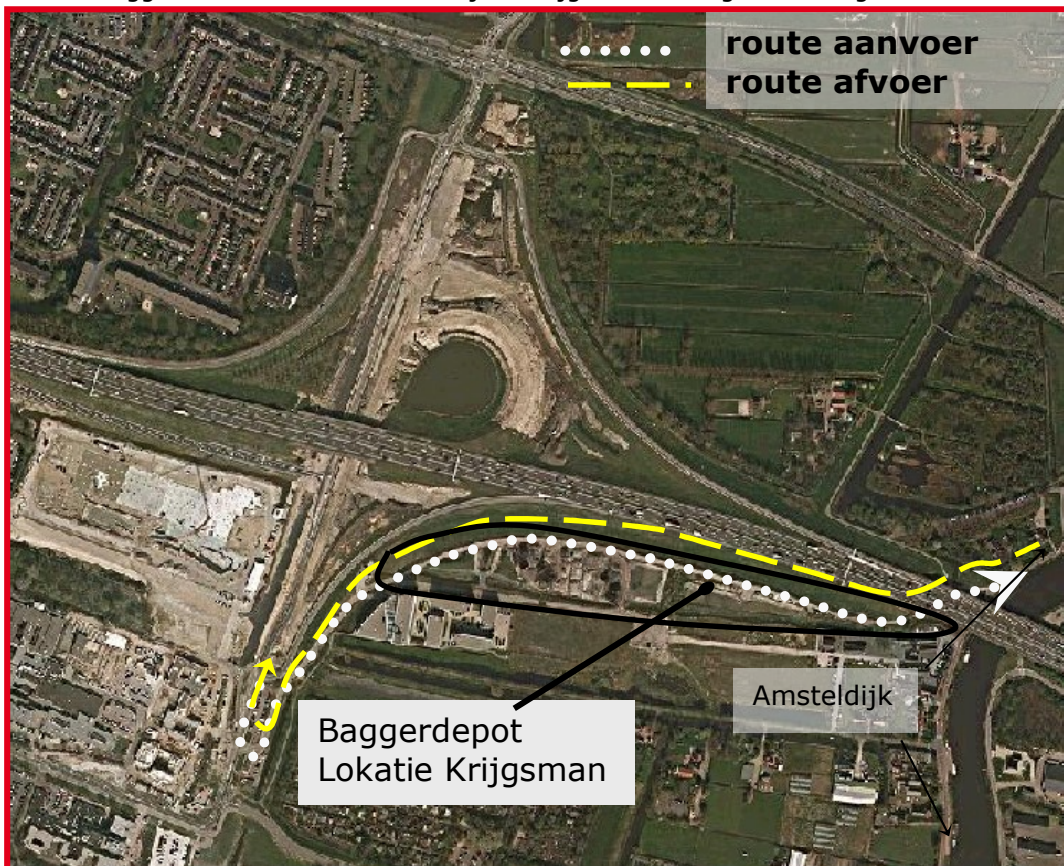 route aanvoer
route afvoer
Amsteldijk
Baggerdepot
Lokatie Krijgsman